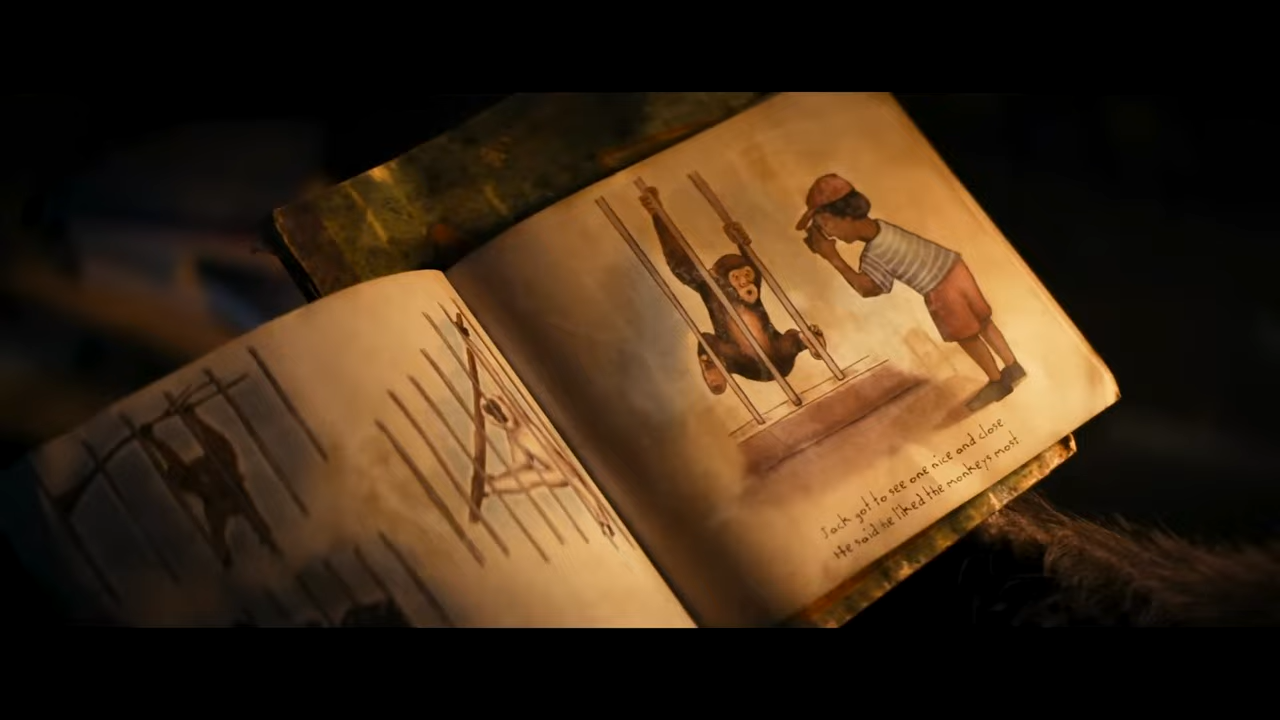 Jack got to see one nice and close
He said he liked the monkeys most.